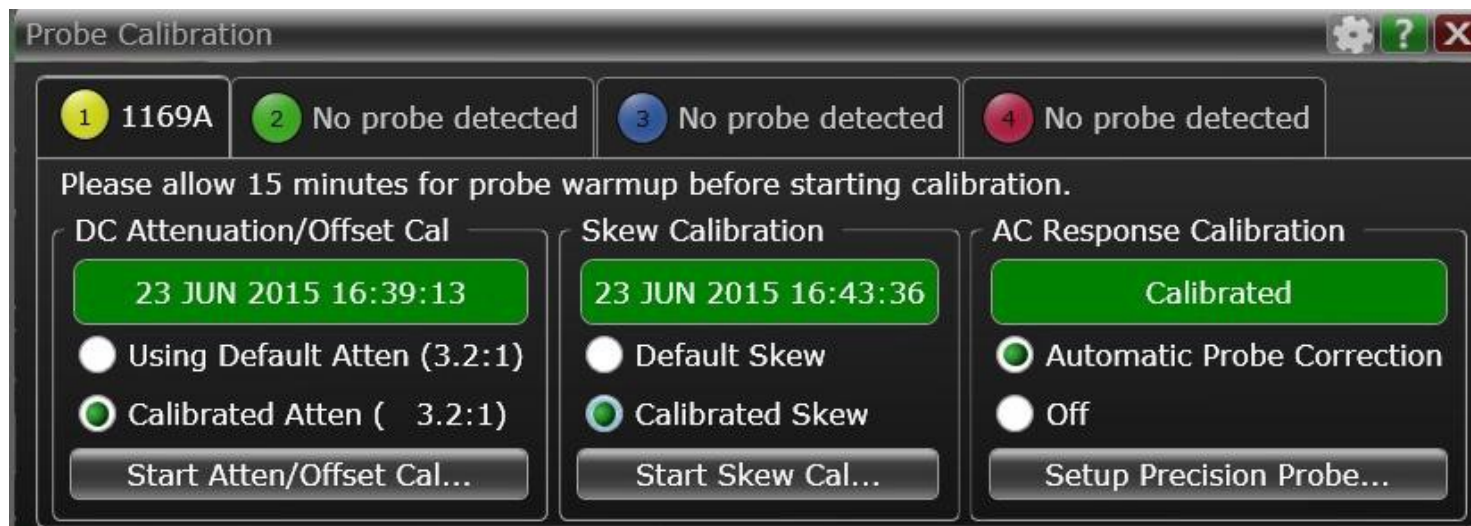 Probe Calibration ?  X
1 1169A 2 No probe detected 3 No probe detected 4 No probe detected
Please allow 15 minutes for probe warmup before starting calibration.
DC Attenuation/Offset Cal
23 JUN 2015 16:39:13
Using Default Atten (3.2:1)
Calibrated Atten (   3.2:1)
Start Atten/Offset Cal...
Skew Calibration
23 JUN 2015 16:43:36
Default Skew
Calibrated Skew
Start Skew Cal...
AC Response Calibration
Calibrated
Automatic Probe Correction
Off
Setup Precision Probe...